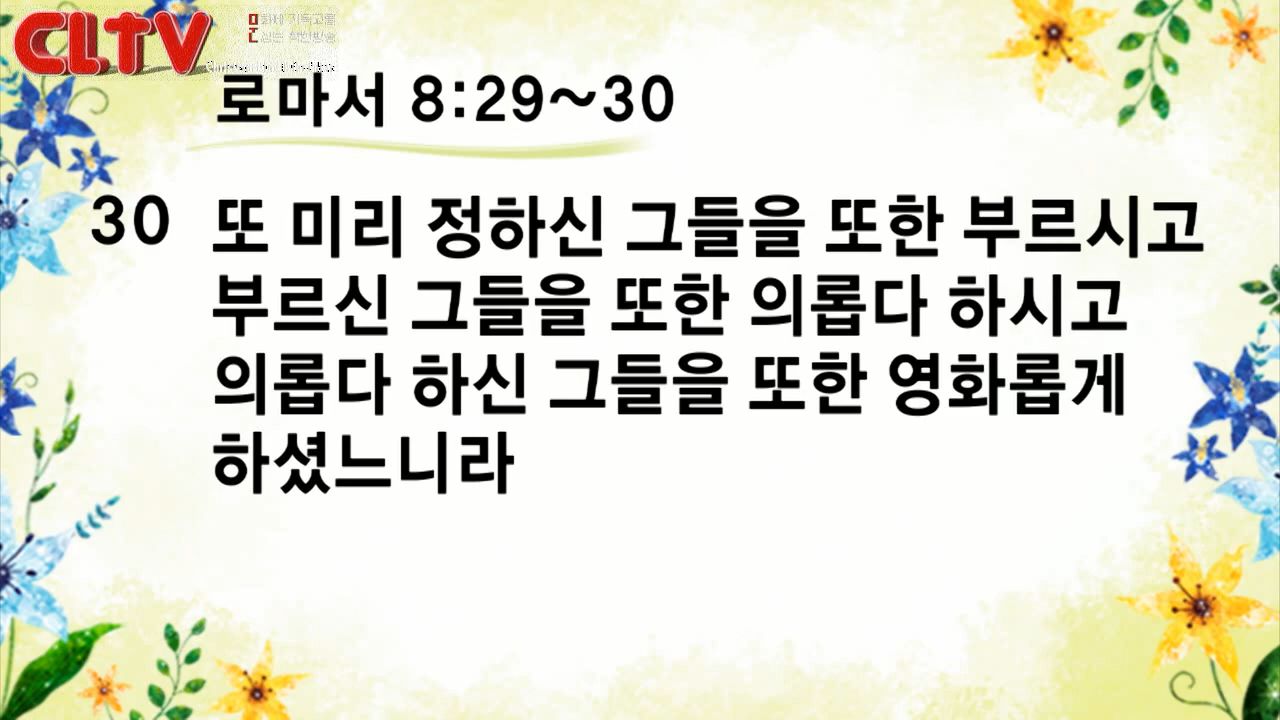 CLTV
로마서 8:29~30
30 또 미리 정하신 그들을 또한 부르시고
부르신 그들을 또한 의롭다 하시고
의롭다 하신 그들을 또한 영화롭게
하셨느니라